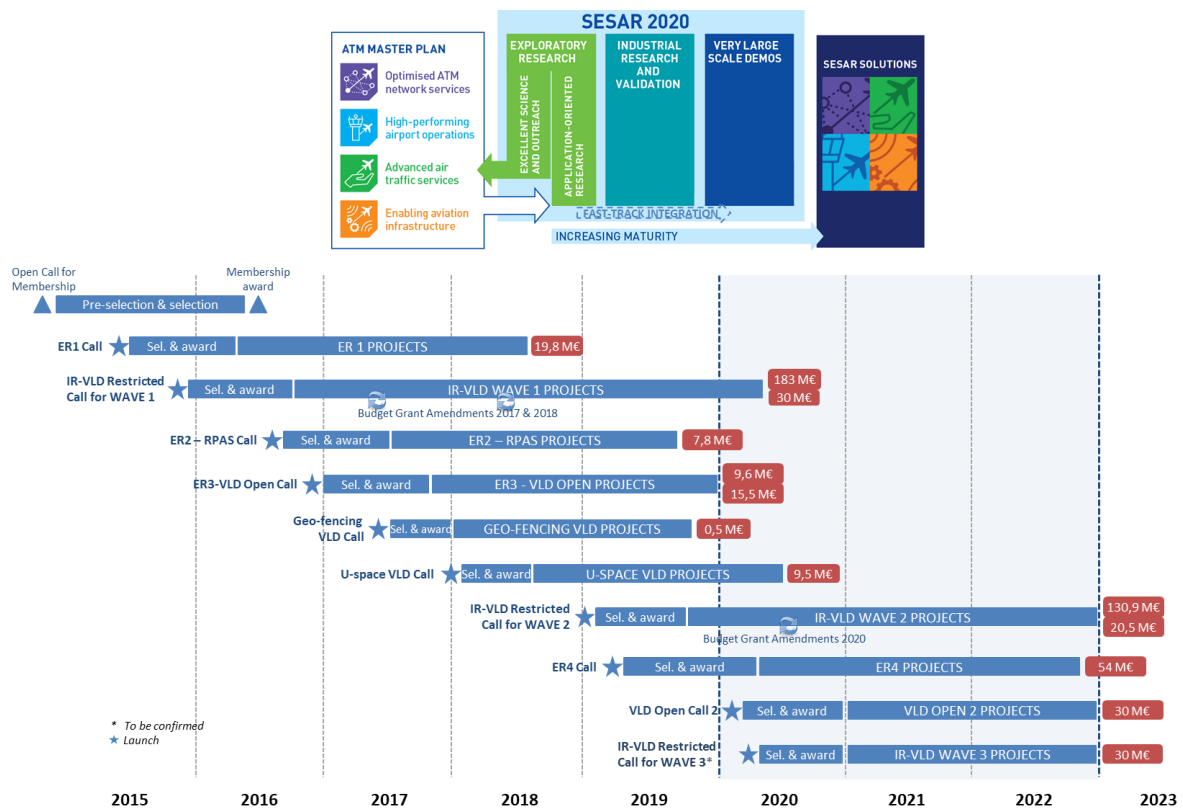 SESAR 2020
ATM MASTER PLAN
Optimised ATM
network services
High-performing
airport operations
Advanced air
traffic services
Enabling aviation
infrastructure
EXPLORATORY
RESEARCH
EXCELLENT SCIENCE
AND OUTREACH
APPLICATION-ORIENTED
RESEARCH
INDUSTRIAL
RESEARCH
AND
VALIDATION
VERY LARGE
SCALE DEMOS
FAST-TRACK INTEGRATION
INCREASING MATURITY
SESAR SOLUTIONS
Open Call for
Membership
Membership
award
Pre-selection & selection
ER1 Call
Sel. & award
ER 1 PROJECTS
19,8 M€
IR-VLD Restricted
Call for WAVE 1
Sel. & award
IR-VLD WAVE 1 PROJECTS
183 M€
30 M€
Budget Grant Amendments 2017 & 2018
ER2 – RPAS Call
Sel. & award
ER2 – RPAS PROJECTS
7,8 M€
ER3-VLD Open Call
Sel. & award
ER3 - VLD OPEN PROJECTS
9,6 M€
15,5 M€
Geo-fencing
VLD Call
Sel. & award
GEO-FENCING VLD PROJECTS
0,5 M€
U-space VLD Call
Sel. & award
U-SPACE VLD PROJECTS
9,5 M€
IR-VLD Restricted
Call for WAVE 2
Sel. & award
IR-VLD WAVE 2 PROJECTS
130,9 M€
20,5 M€
Budget Grant Amendments 2020
ER4 Call
Sel. & award
ER4 PROJECTS
54 M€
VLD Open Call 2
Sel. & award
VLD OPEN 2 PROJECTS
30 M€
IR-VLD Restricted
Call for WAVE 3*
Sel. & award
IR-VLD WAVE 3 PROJECTS
30 M€
* To be confirmed
Launch
2015
2016
2017
2018
2019
2020
2021
2022
2023